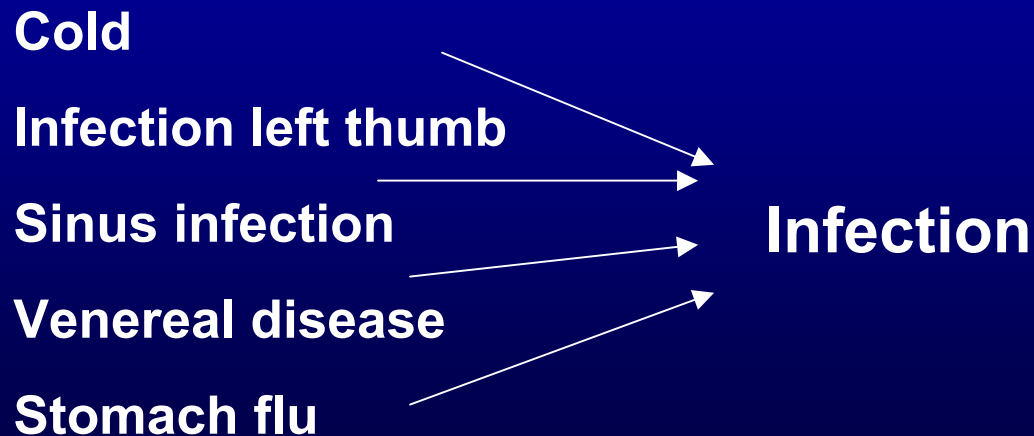 Cold
Infection left thumb
Sinus infection
Infection
Venereal disease
Stomach flu